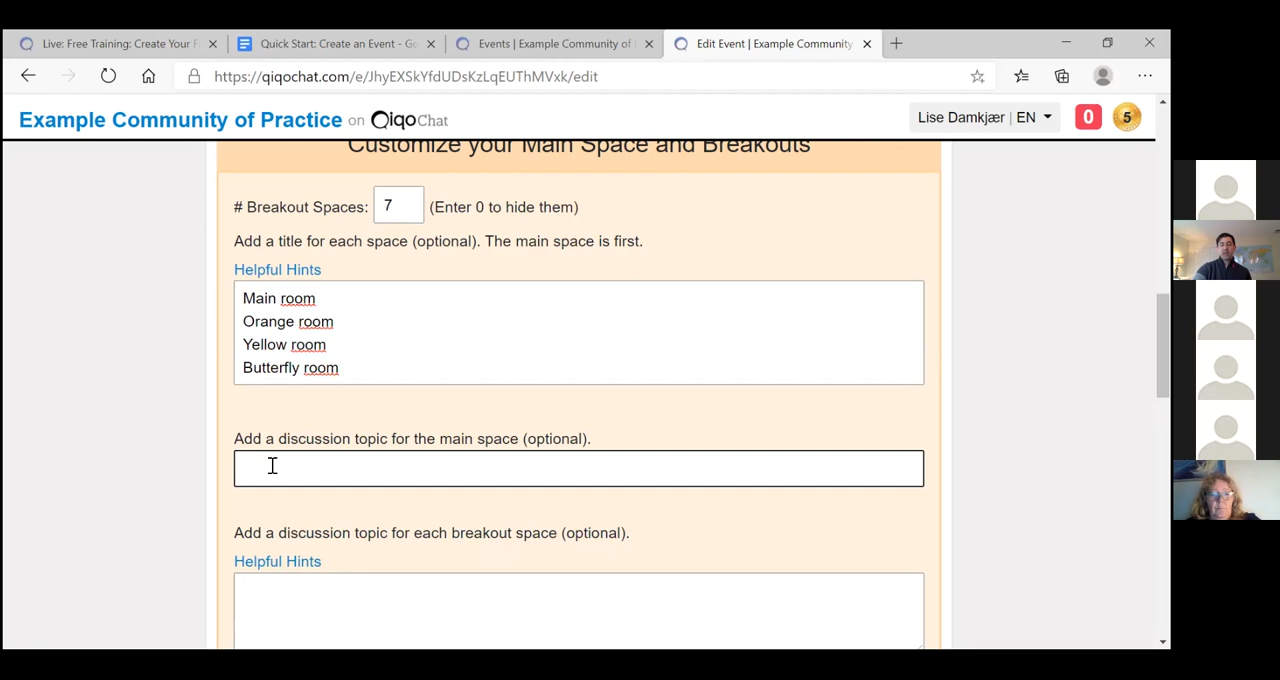 Live: Free Training: Create Your F
Quick Start: Create an Event - Go
Events | Example Community of
Edit Event | Example Community
https://qiqochat.com/e/JhyEXSkYfdUDsKzLqEUThMVxk/edit
Example Community of Practice on QiqoChat
Lise Damkjær | EN
0
5
Customize your Main Space and Breakouts
# Breakout Spaces: 7 (Enter 0 to hide them)
Add a title for each space (optional). The main space is first.
Helpful Hints
Main room
Orange room
Yellow room
Butterfly room
Add a discussion topic for the main space (optional).
Add a discussion topic for each breakout space (optional).
Helpful Hints